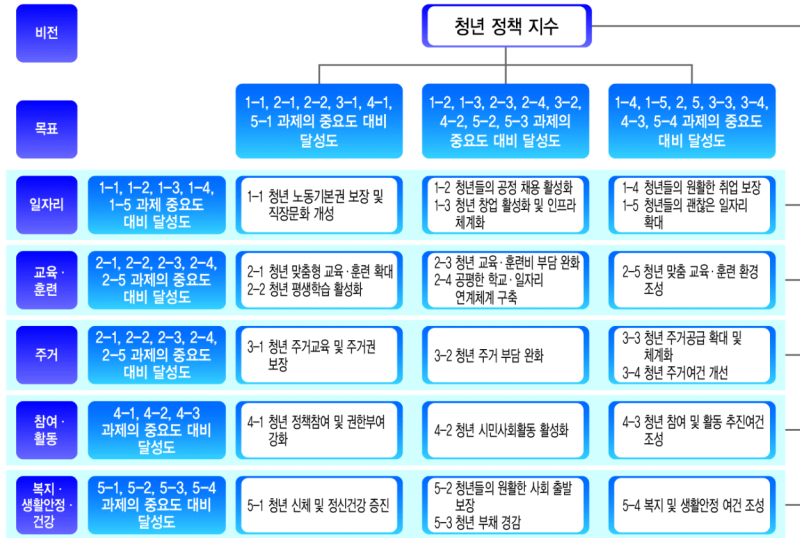 비전
청년 정책 지수
목표
1-1, 2-1, 2-2, 3-1, 4-1,
5-1 과제의 중요도 대비
달성도
1-2, 1-3, 2-3, 2-4, 3-2,
4-2, 5-2, 5-3 과제의
중요도 대비 달성도
1-4, 1-5, 2, 5, 3-3, 3-4,
4-3, 5-4 과제의 중요도
대비 달성도
일자리
1-1, 1-2, 1-3, 1-4,
1-5 과제 중요도
대비 달성도
1-1 청년 노동기본권 보장 및
직장문화 개성
1-2 청년들의 공정 채용 활성화
1-3 청년 창업 활성화 및 인프라
체계화
1-4 청년들의 원활한 취업 보장
1-5 청년들의 괜찮은 일자리
확대
교육·
훈련
2-1, 2-2, 2-3, 2-4,
2-5 과제의 중요도
대비 달성도
2-1 청년 맞춤형 교육·훈련 확대
2-2 청년 평생학습 활성화
2-3 청년 교육·훈련비 부담 완화
2-4 공평한 학교·일자리
연계체계 구축
2-5 청년 맞춤 교육·훈련 환경
조성
주거
2-1, 2-2, 2-3, 2-4,
2-5 과제의 중요도
대비 달성도
3-1 청년 주거교육 및 주거권
보장
3-2 청년 주거 부담 완화
3-3 청년 주거공급 확대 및
체계화
3-4 청년 주거여건 개선
참여·
활동
4-1, 4-2, 4-3
과제의 중요도 대비
달성도
4-1 청년 정책참여 및 권한부여
강화
4-2 청년 시민사회활동 활성화
4-3 청년 참여 및 활동 추진여건
조성
복지·
생활안정·
건강
5-1, 5-2, 5-3, 5-4
과제의 중요도 대비
달성도
5-1 청년 신체 및 정신건강 증진
5-2 청년들의 원활한 사회 출발
보장
5-3 청년 부채 경감
5-4 복지 및 생활안정 여건 조성